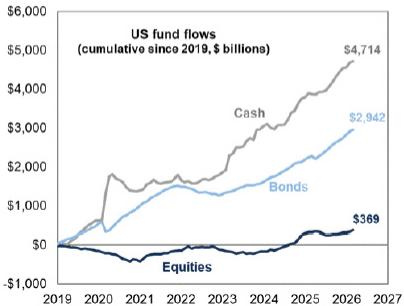 US fund flows
(cumulative since 2019, $ billions)
$6,000
$5,000
$4,000
$3,000
$2,000
$1,000
$0
-$1,000
$4,714
Cash
$2,942
Bonds
$369
Equities
2019 2020 2021 2022 2023 2024 2025 2026 2027